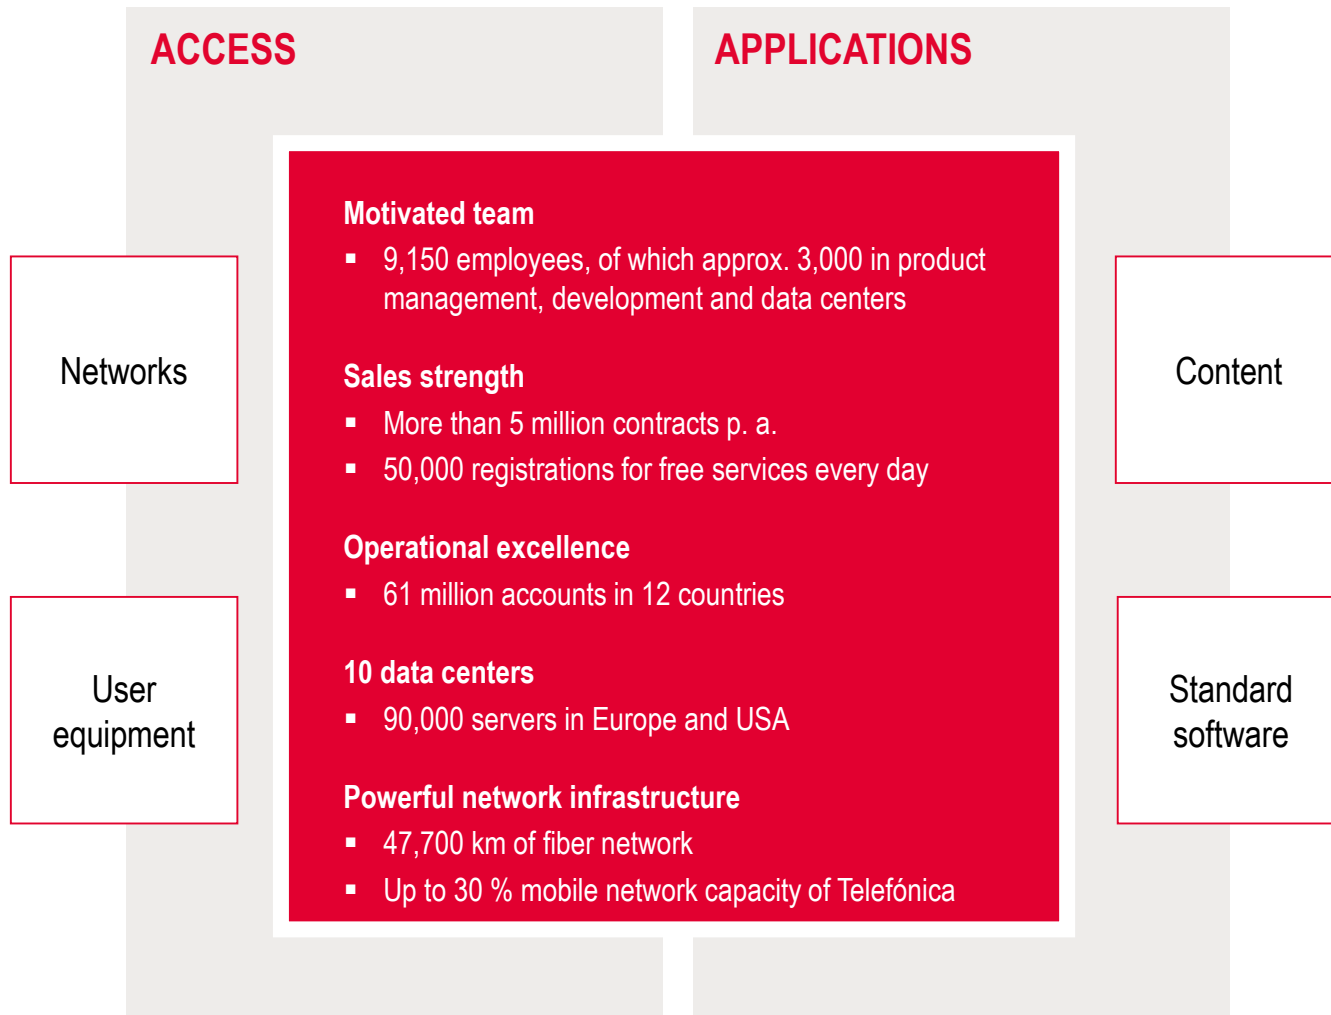 ACCESS
APPLICATIONS
Networks
User
equipment
Motivated team
▪ 9,150 employees, of which approx. 3,000 in product
management, development and data centers
Sales strength
▪ More than 5 million contracts p. a.
▪ 50,000 registrations for free services every day
Operational excellence
▪ 61 million accounts in 12 countries
10 data centers
▪ 90,000 servers in Europe and USA
Powerful network infrastructure
▪ 47,700 km of fiber network
▪ Up to 30 % mobile network capacity of Telefónica
Content
Standard
software